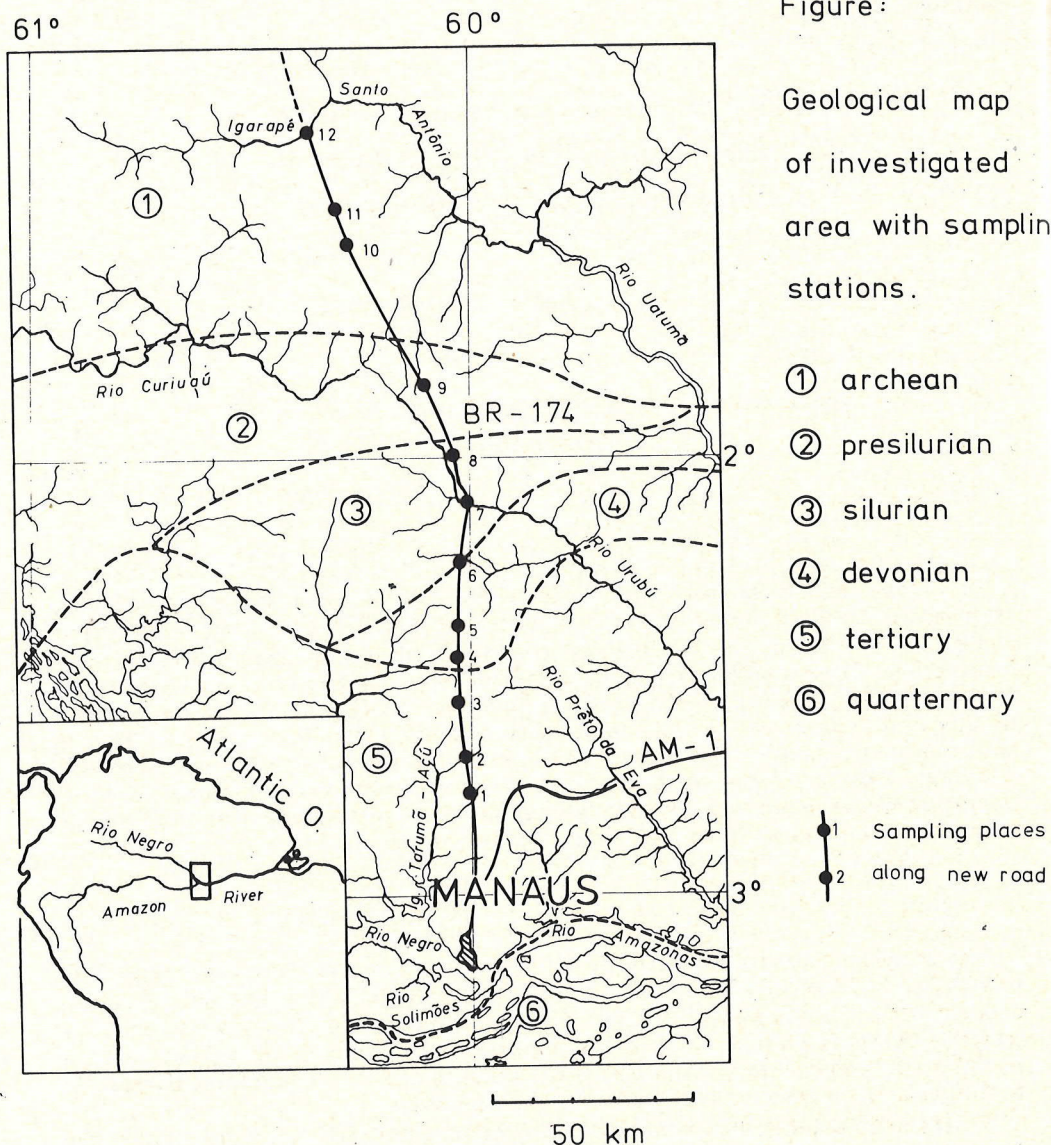 61°
60°
Figure:
Geological map
of investigated
area with samplin
stations.
① archean
② presilurian
③ silurian
④ devonian
⑤ tertiary
⑥ quarternary
1 Sampling places
2 along new road
Santo
Antônio
Igarapé
12
①
11
10
Rio Uatumã
Rio Curiuaú
9
BR-174
②
8
2°
③
7
④
6
Rio Urubú
5
4
3
Rio Prêto da Eva
AM-1
⑤
2
1
Tarumã-Açú
MANAUS
3°
Rio Negro
Rio Amazonas
Rio
Solimões
⑥
Atlantic O.
Rio Negro
Amazon River
50 km